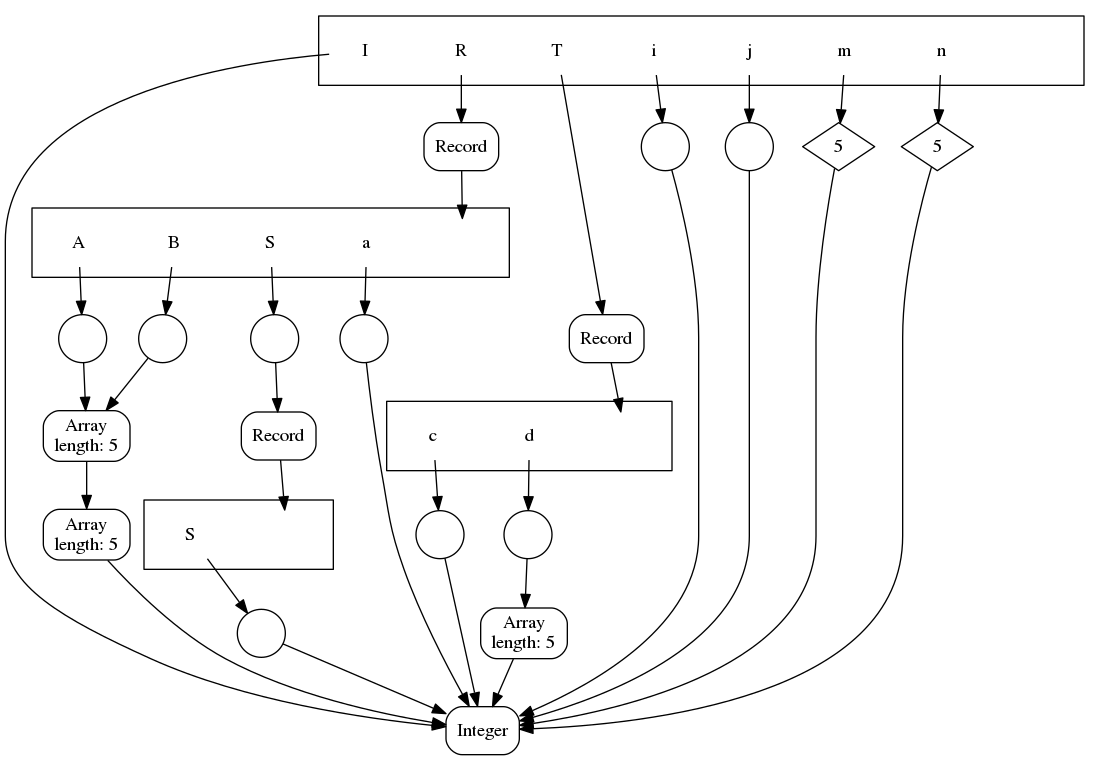 I R T i j m n
Record 5 5
A B S a
Record
Array
length: 5
Record
c d
Array
length: 5
S
Array
length: 5
Integer